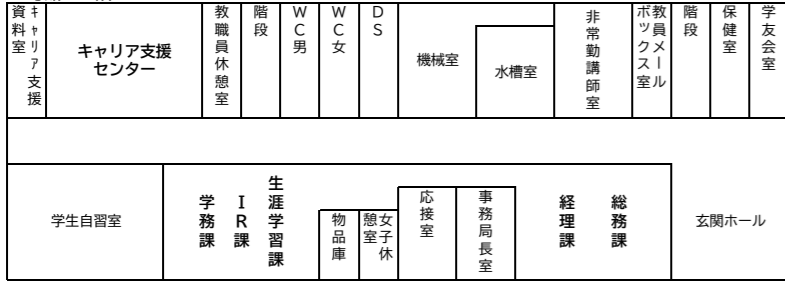 キャリア支援
資料室
キャリア支援
センター
教職員休憩室
階段
WC男
WC女
DS
機械室
水槽室
非常勤講師室
教員メール
ボックス室
階段
保健室
学友会室
学生自習室
学務課
IR課
生涯学習課
物品庫
女子休
憩室
応接室
事務局長室
経理課
総務課
玄関ホール